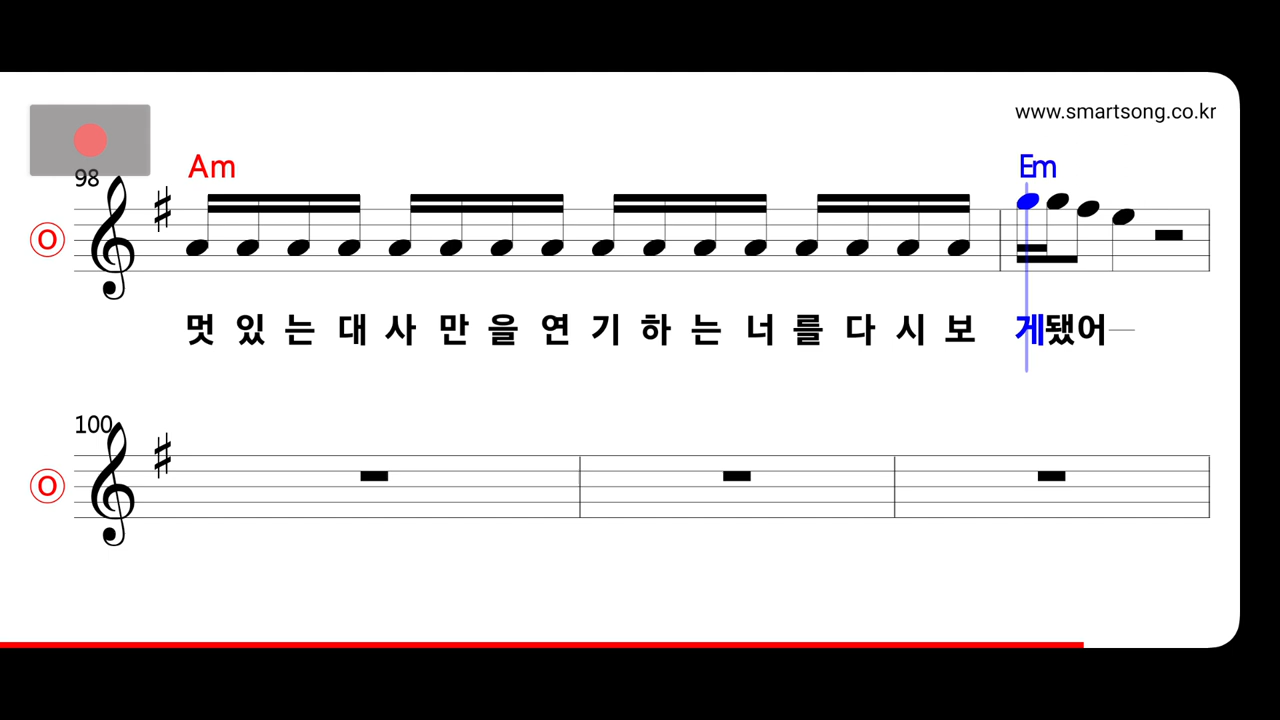 www.smartsong.co.kr
Am Em
98
O
멋 있 는 대 사 만 을 연 기 하 는 너 를 다 시 보 게됐어
100
O